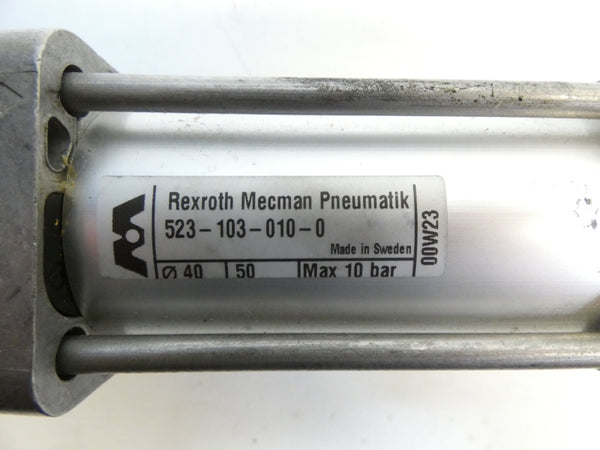 Rexroth Mecman Pneumatik
523-103-010-0
Made in Sweden
Ø 40 50 Max 10 bar
00W23